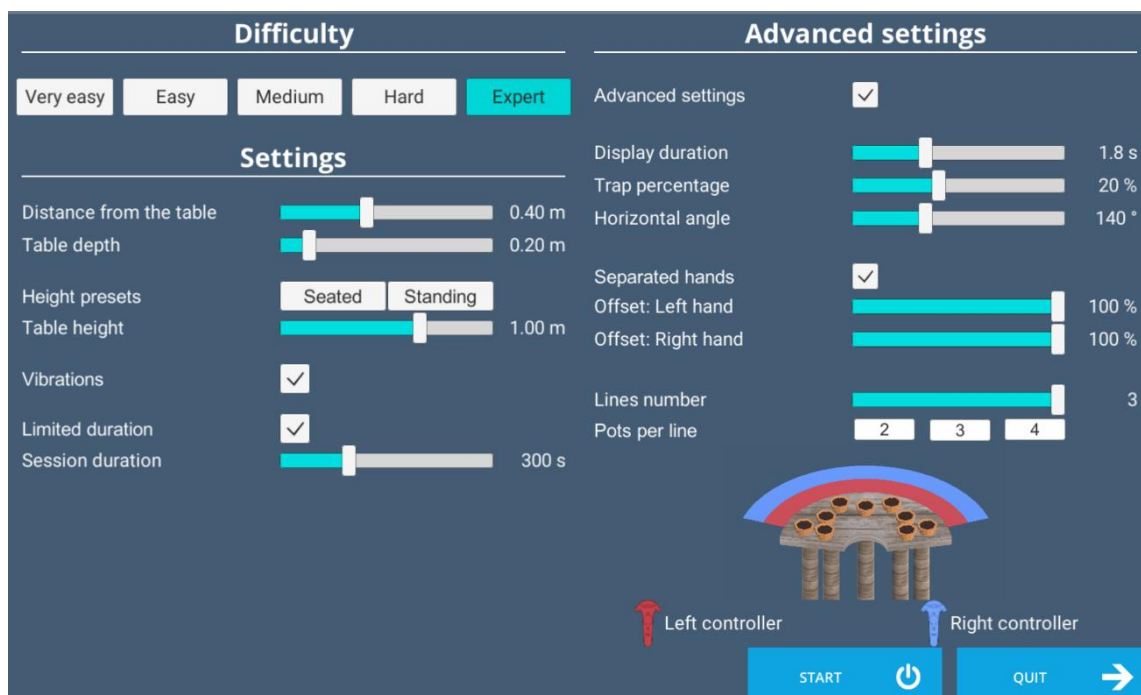 Difficulty
Very easy Easy Medium Hard Expert
Settings
Distance from the table 0.40 m
Table depth 0.20 m
Height presets Seated Standing
Table height 1.00 m
Vibrations
Limited duration
Session duration 300 s
Advanced settings
Advanced settings
Display duration 1.8 s
Trap percentage 20 %
Horizontal angle 140 °
Separated hands
Offset: Left hand 100 %
Offset: Right hand 100 %
Lines number 3
Pots per line 2 3 4
Left controller Right controller
START QUIT